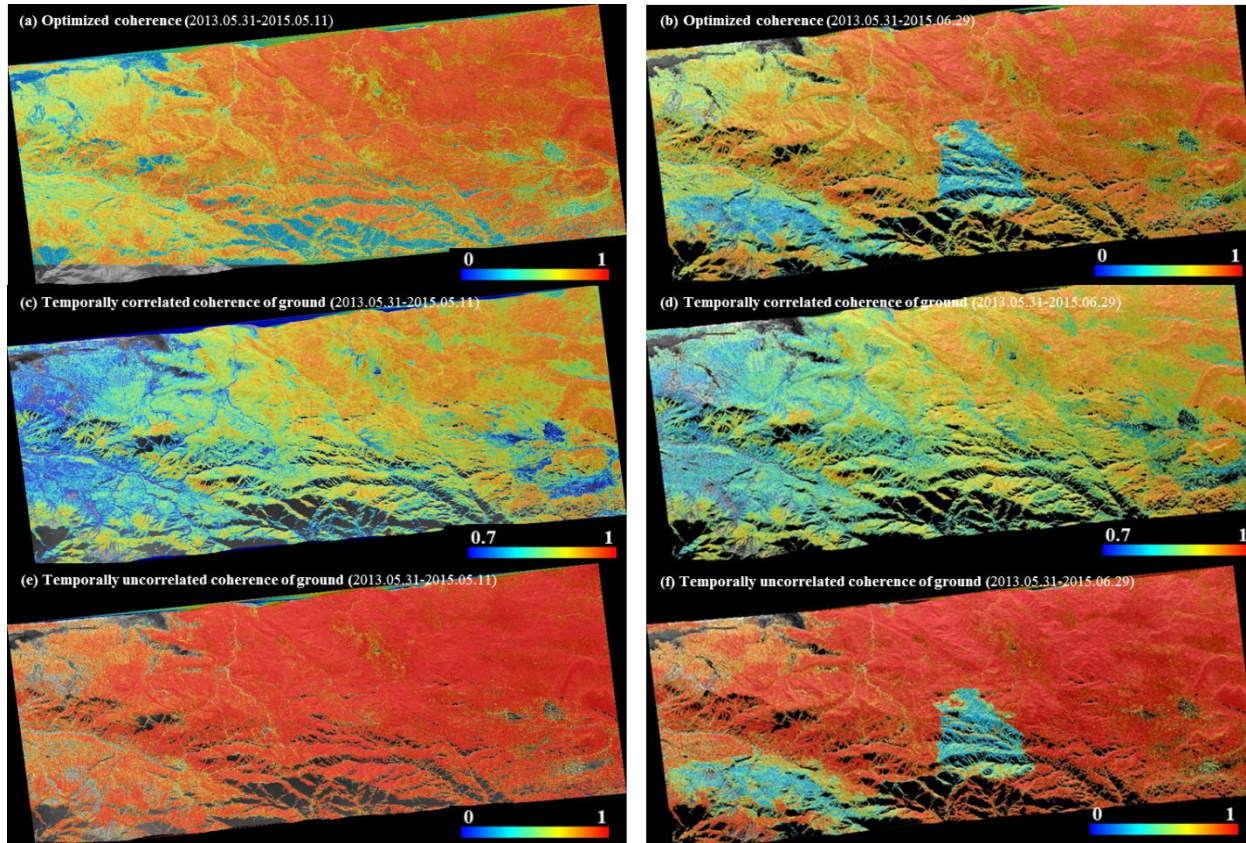 (a) Optimized coherence (2013.05.31-2015.05.11)
0 1
(b) Optimized coherence (2013.05.31-2015.06.29)
0 1
(c) Temporally correlated coherence of ground (2013.05.31-2015.05.11)
0.7 1
(d) Temporally correlated coherence of ground (2013.05.31-2015.06.29)
0.7 1
(e) Temporally uncorrelated coherence of ground (2013.05.31-2015.05.11)
0 1
(f) Temporally uncorrelated coherence of ground (2013.05.31-2015.06.29)
0 1